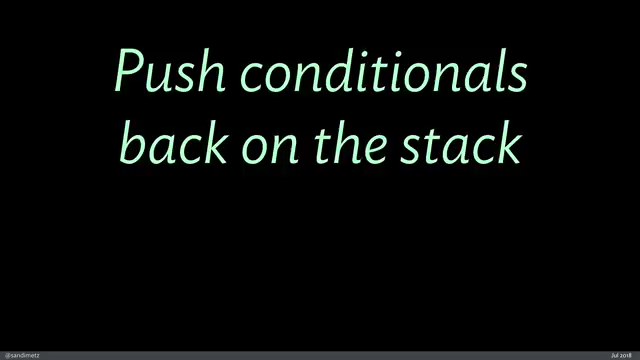 Push conditionals
back on the stack
@sandimetz
Jul 2018